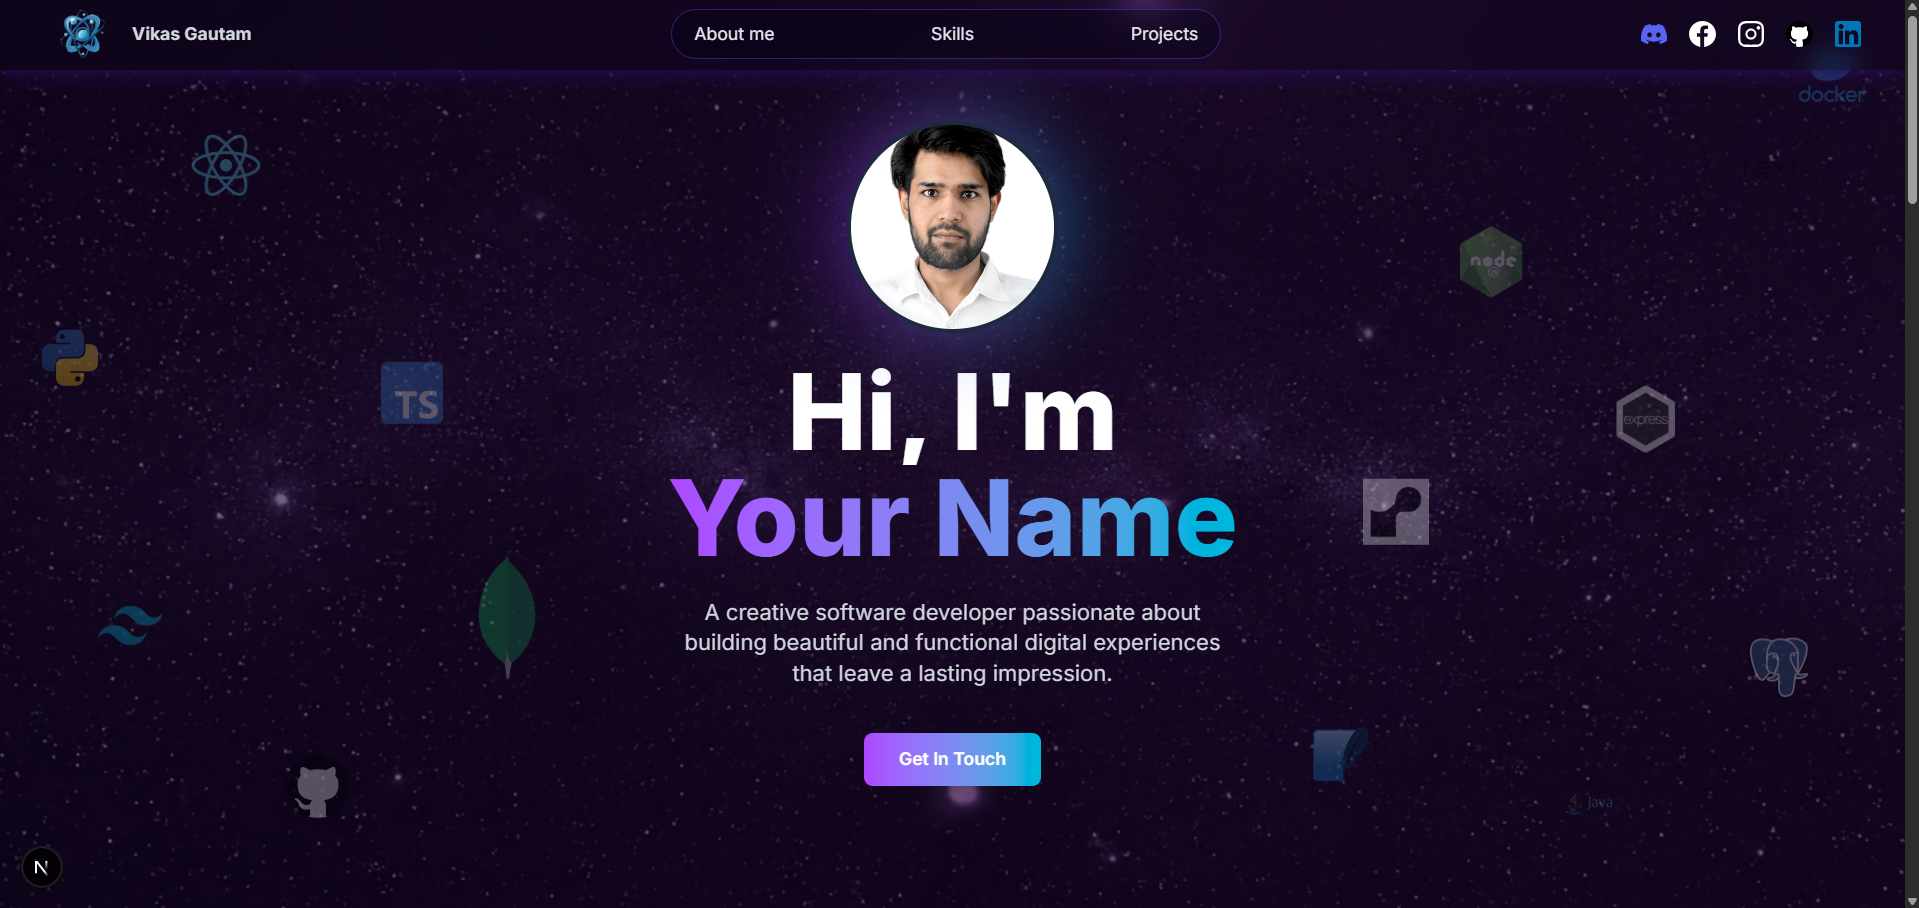 Vikas Gautam
About me
Skills
Projects
docker
node
TS
express
Hi, I'm
Your Name
A creative software developer passionate about
building beautiful and functional digital experiences
that leave a lasting impression.
Get In Touch
Java
N